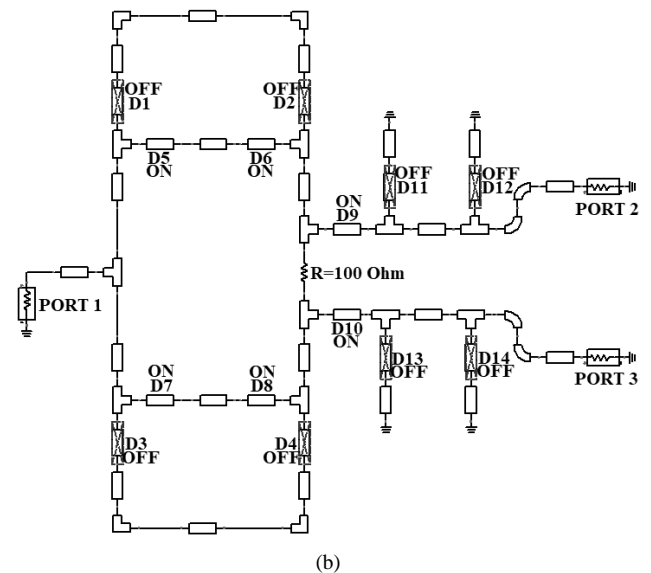 OFF
D1
OFF
D2
D5
ON
D6
ON
OFF
D11
OFF
D12
ON
D9
PORT 2
R=100 Ohm
PORT 1
D10
ON
D13
OFF
D14
OFF
PORT 3
ON
D7
ON
D8
D3
OFF
D4
OFF
(b)